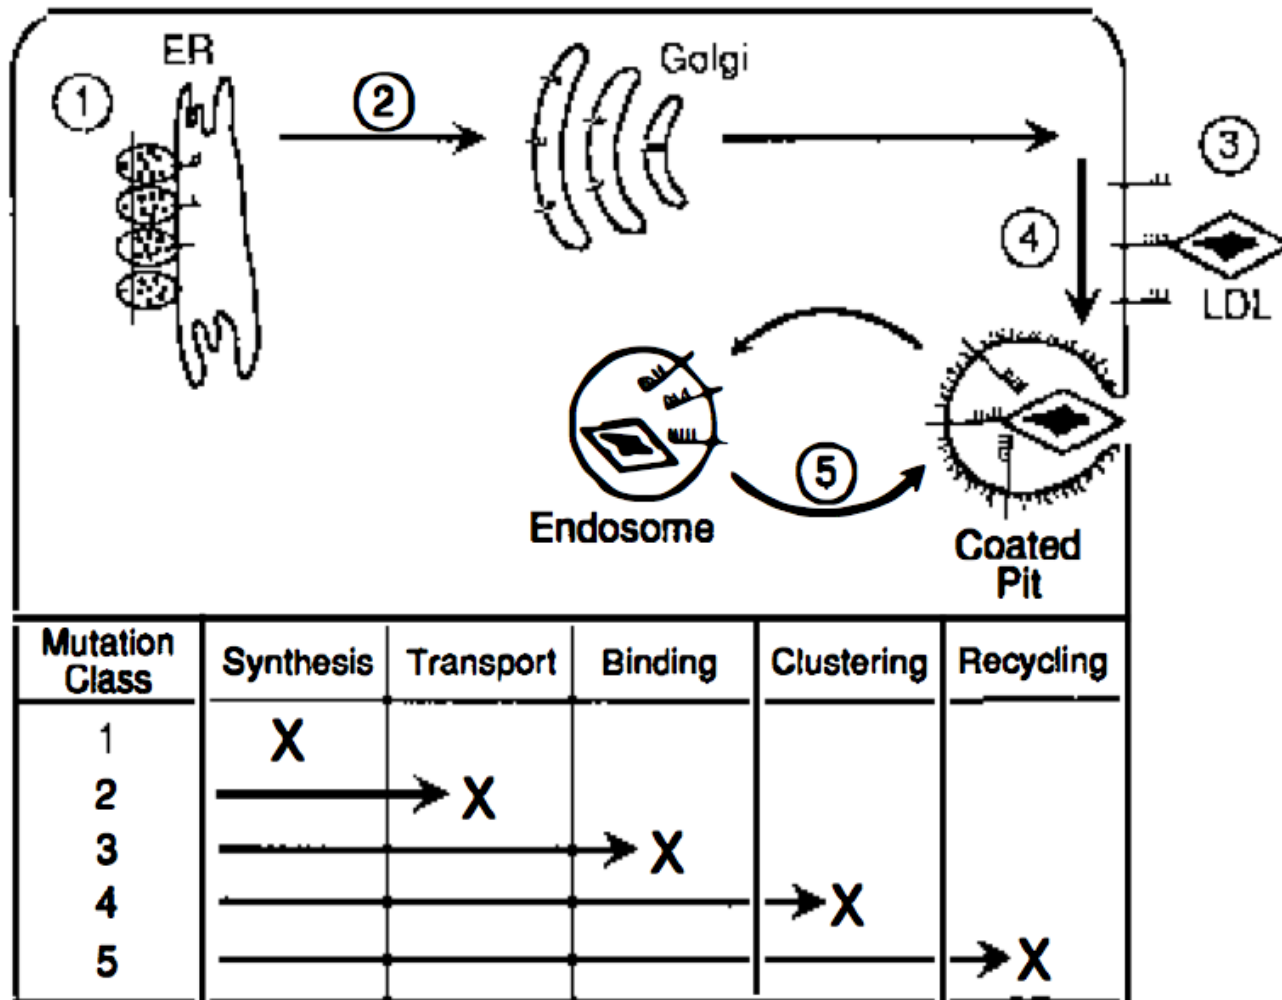 ER
Golgi
1
2
3
4
LDL
5
Endosome
Coated
Pit
Mutation
Class
Synthesis
Transport
Binding
Clustering
Recycling
1
X
2
X
3
X
4
X
5
X